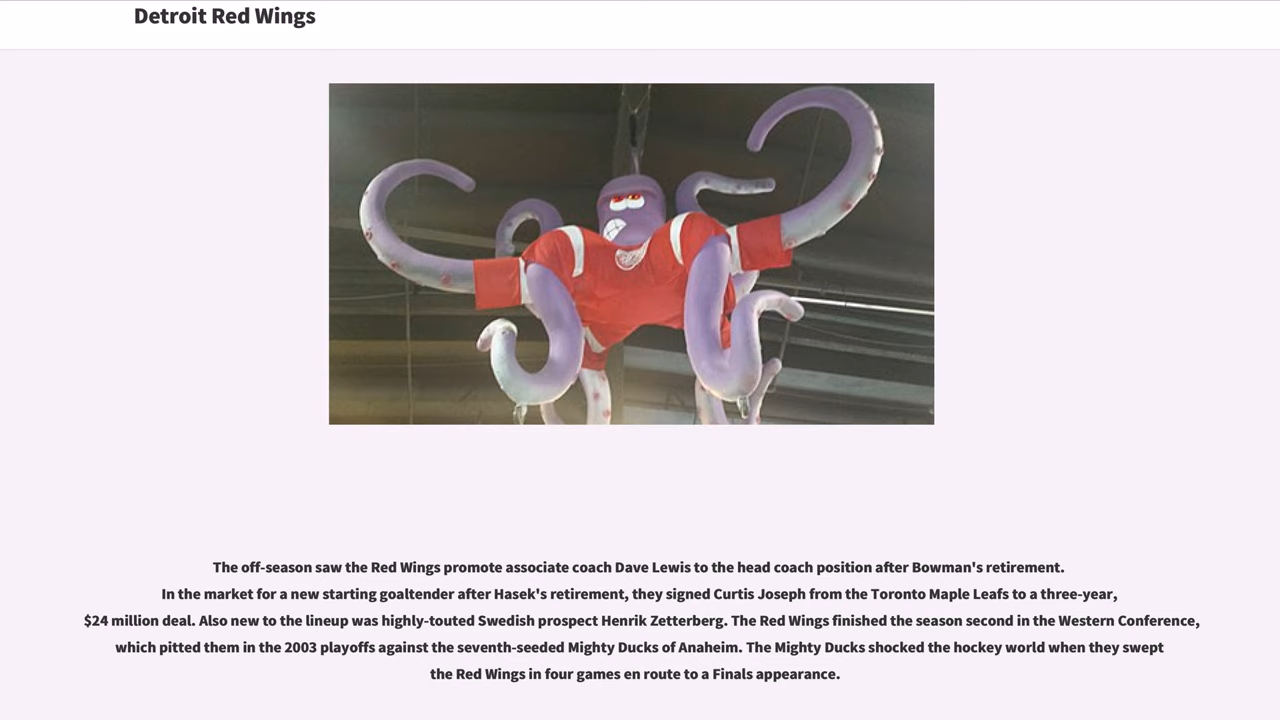 Detroit Red Wings
The off-season saw the Red Wings promote associate coach Dave Lewis to the head coach position after Bowman's retirement.
In the market for a new starting goaltender after Hasek's retirement, they signed Curtis Joseph from the Toronto Maple Leafs to a three-year,
$24 million deal. Also new to the lineup was highly-touted Swedish prospect Henrik Zetterberg. The Red Wings finished the season second in the Western Conference,
which pitted them in the 2003 playoffs against the seventh-seeded Mighty Ducks of Anaheim. The Mighty Ducks shocked the hockey world when they swept
the Red Wings in four games en route to a Finals appearance.